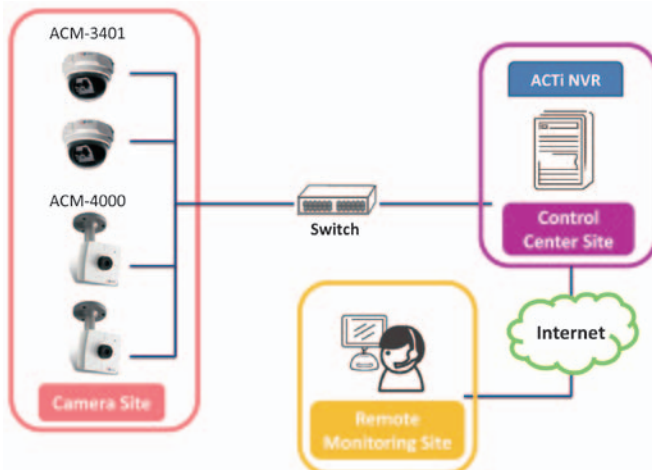 ACM-3401
ACM-4000
Camera Site
Switch
ACTi NVR
Control
Center Site
Internet
Remote
Monitoring Site